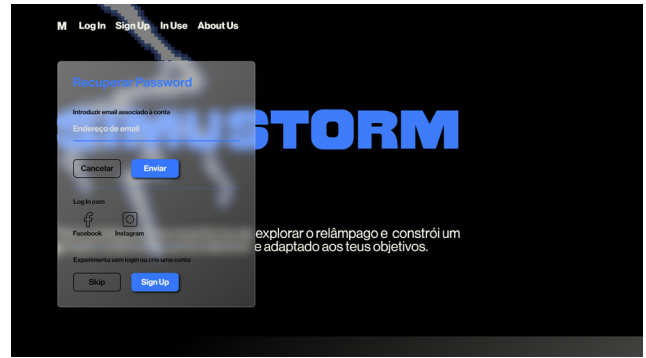 M Log In Sign Up In Use About Us
Recuperar Password
STORM
Introduzir email associado à conta
Endereço de email
Cancelar Enviar
Log In com
Facebook Instagram
explorar o relâmpago e constrói um
e adaptado aos teus objetivos.
Experimenta sem login ou cria uma conta
Skip Sign Up